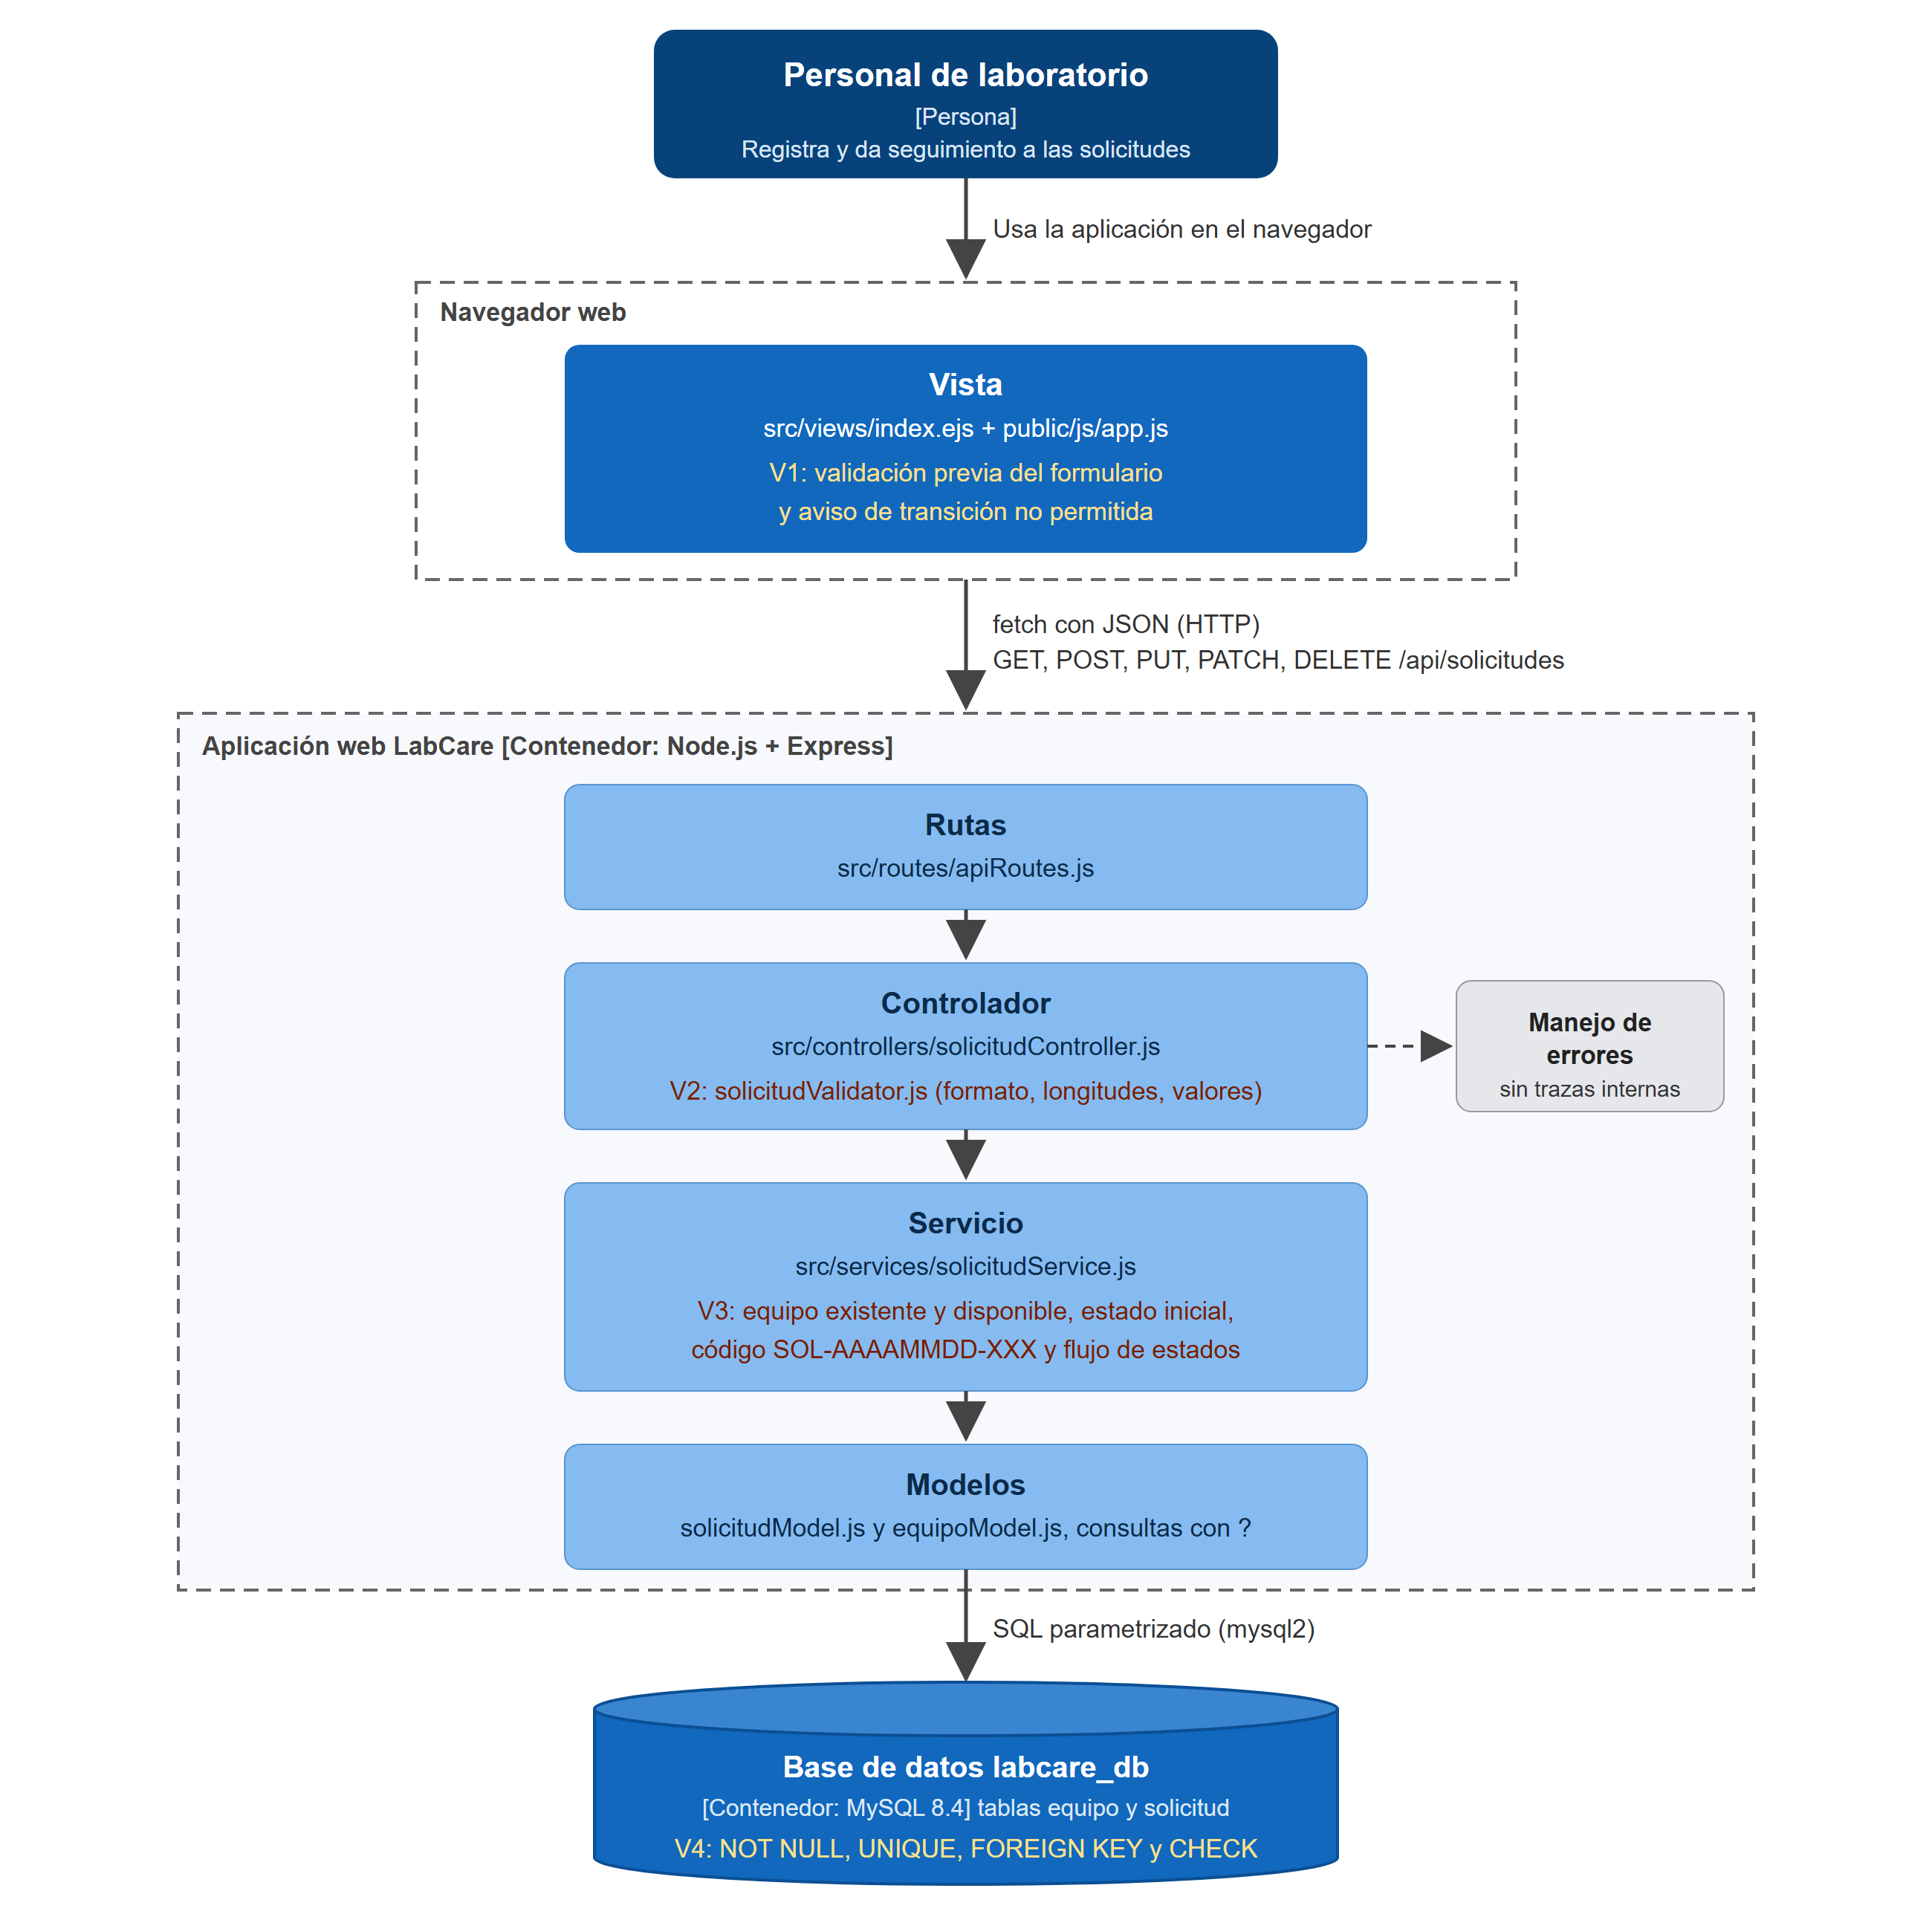 Personal de laboratorio
[Persona]
Registra y da seguimiento a las solicitudes
Usa la aplicación en el navegador
Navegador web
Vista
src/views/index.ejs + public/js/app.js
V1: validación previa del formulario
y aviso de transición no permitida
fetch con JSON (HTTP)
GET, POST, PUT, PATCH, DELETE /api/solicitudes
Aplicación web LabCare [Contenedor: Node.js + Express]
Rutas
src/routes/apiRoutes.js
Controlador
src/controllers/solicitudController.js
V2: solicitudValidator.js (formato, longitudes, valores)
Manejo de
errores
sin trazas internas
Servicio
src/services/solicitudService.js
V3: equipo existente y disponible, estado inicial,
código SOL-AAAAMMDD-XXX y flujo de estados
Modelos
solicitudModel.js y equipoModel.js, consultas con ?
SQL parametrizado (mysql2)
Base de datos labcare_db
[Contenedor: MySQL 8.4] tablas equipo y solicitud
V4: NOT NULL, UNIQUE, FOREIGN KEY y CHECK